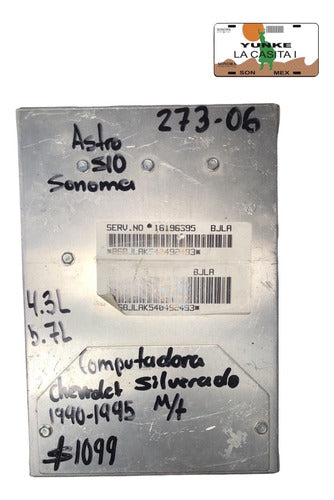 SONORA
YUNKE
LA CASITA I
SON MEX
273-06
Astro
S10
Sonoma
SERV.NO *16196395 BJLA
BJLA
4.3L
5.7L
Computadora
Chevrolet Silverado
1990-1995 M/t
$1099